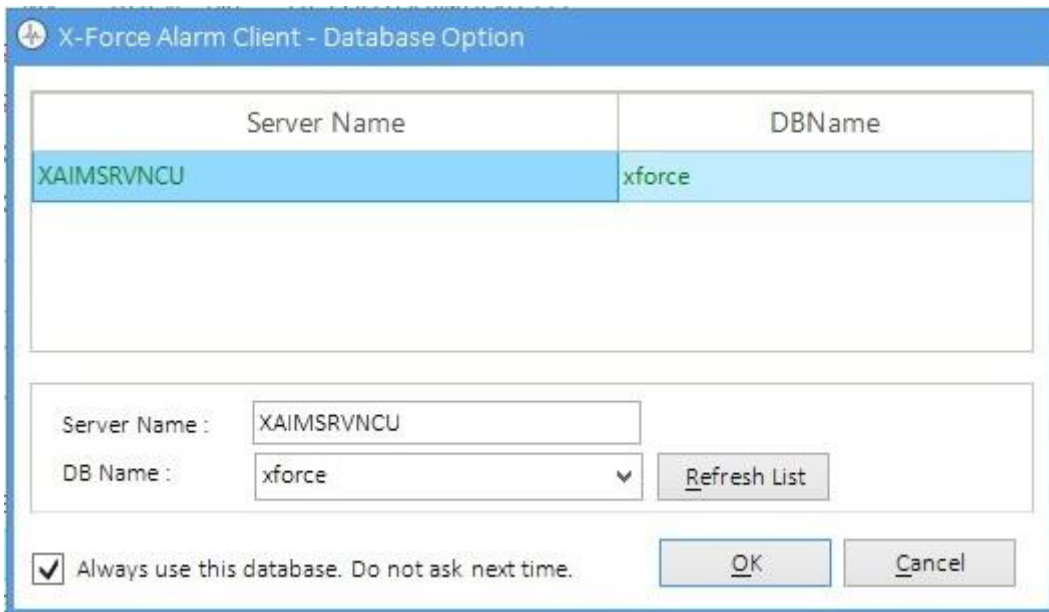 X-Force Alarm Client - Database Option
Server Name DBName
XAIMSRVNCU xforce
Server Name : XAIMSRVNCU
DB Name : xforce Refresh List
Always use this database. Do not ask next time. OK Cancel